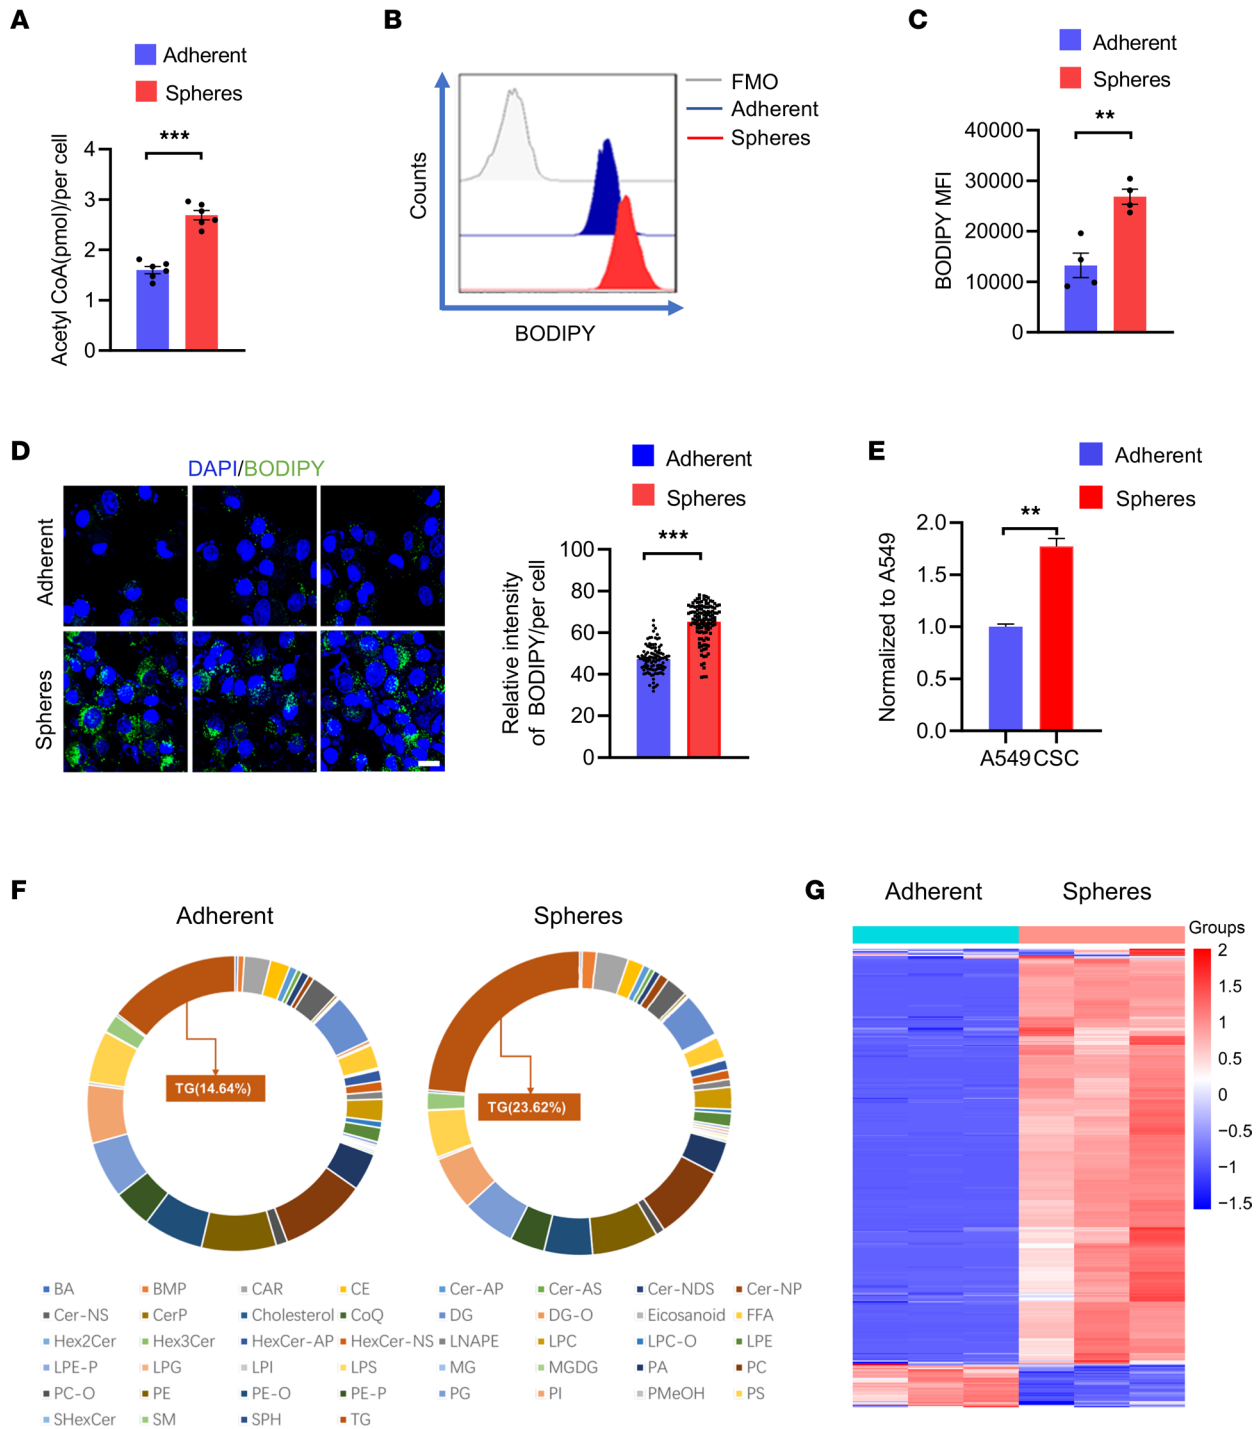 A
Adherent
Spheres
***
Acetyl CoA(pmol)/per cell
4
3
2
1
0
B
FMO
Adherent
Spheres
Counts
BODIPY
C
Adherent
Spheres
**
BODIPY MFI
40000
30000
20000
10000
0
D
DAPI/BODIPY
Adherent
Spheres
Adherent
Spheres
***
Relative intensity
of BODIPY/per cell
100
80
60
40
20
0
E
Adherent
Spheres
**
Normalized to A549
2.0
1.5
1.0
0.5
0.0
A549 CSC
F
Adherent
Spheres
TG(14.64%)
TG(23.62%)
BA BMP CAR CE Cer-AP Cer-AS Cer-NDS Cer-NP
Cer-NS CerP Cholesterol CoQ DG DG-O Eicosanoid FFA
Hex2Cer Hex3Cer HexCer-AP HexCer-NS LNAPE LPC LPC-O LPE
LPE-P LPG LPI LPS MG MGDG PA PC
PC-O PE PE-O PE-P PG PI PMeOH PS
SHexCer SM SPH TG
G
Adherent
Spheres
Groups
2
1.5
1
0.5
0
−0.5
−1
−1.5